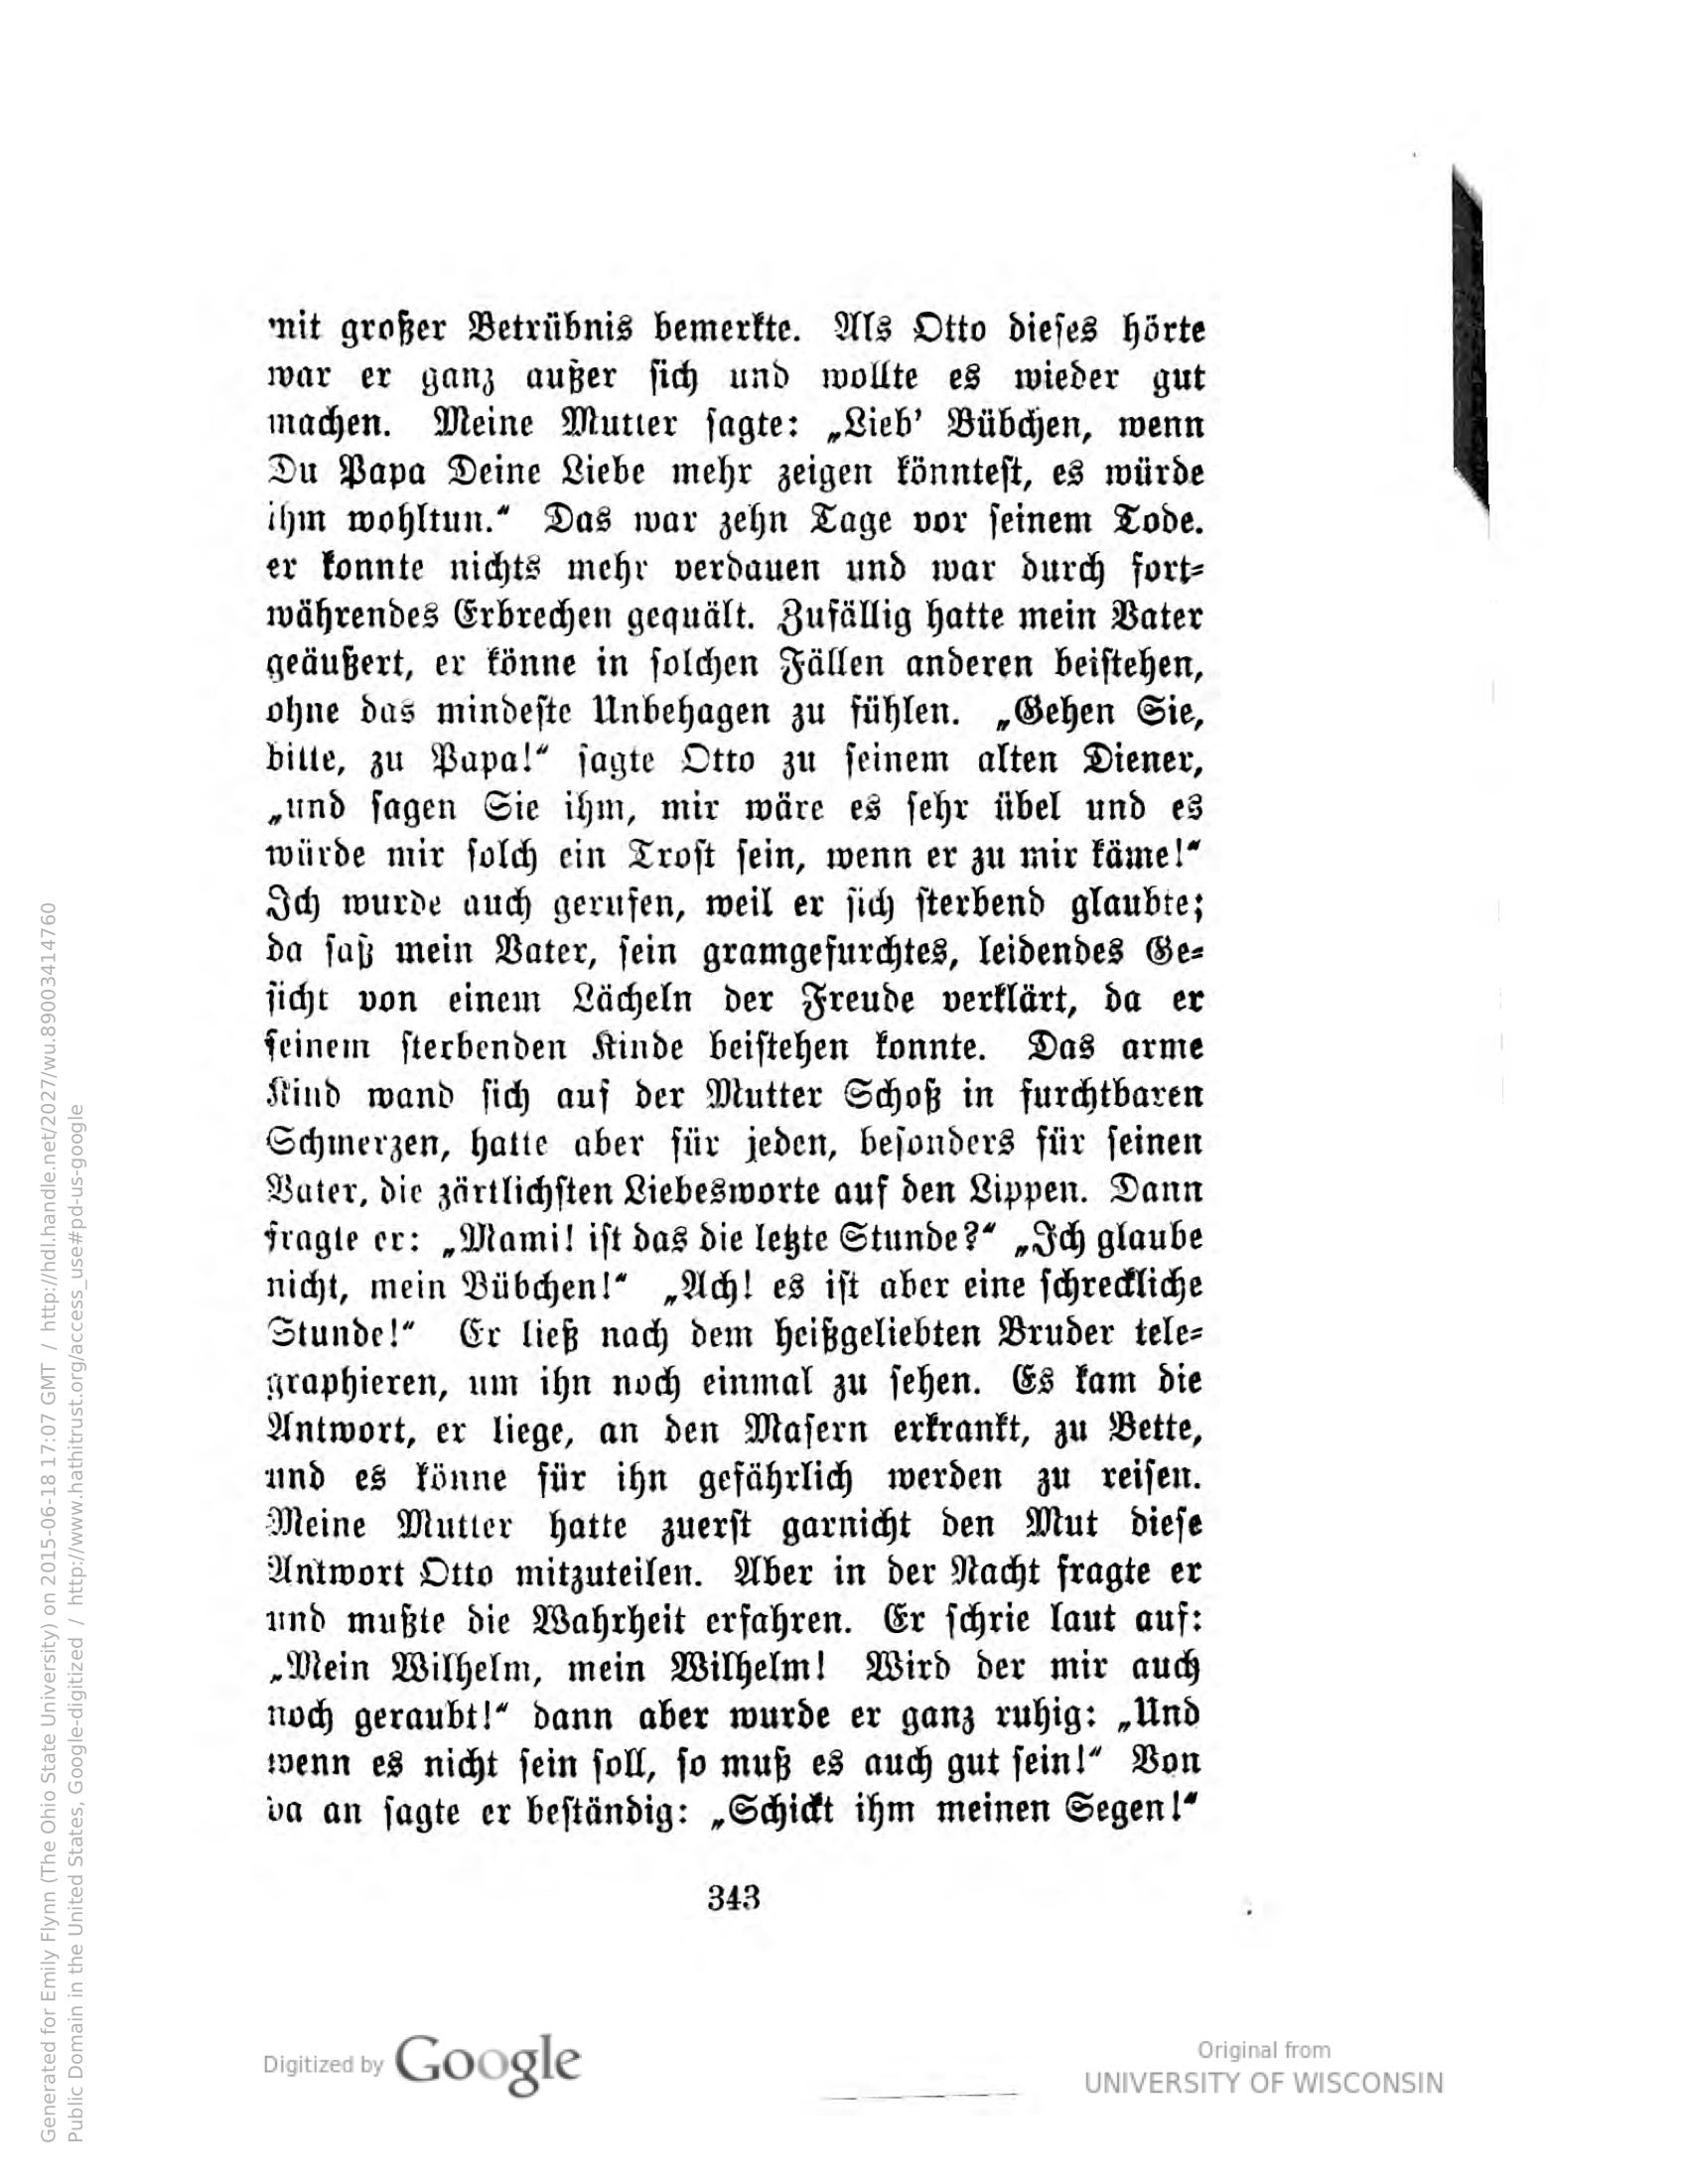 mit großer Betrübnis bemerkte. Als Otto dieses hörte
war er ganz außer sich und wollte es wieder gut
machen. Meine Mutter sagte: „Lieb' Bübchen, wenn
Du Papa Deine Liebe mehr zeigen könntest, es würde
ihm wohltun.“ Das war zehn Tage vor seinem Tode.
er konnte nichts mehr verdauen und war durch fort-
währendes Erbrechen gequält. Zufällig hatte mein Vater
geäußert, er könne in solchen Fällen anderen beistehen,
ohne das mindeste Unbehagen zu fühlen. „Gehen Sie,
bitte, zu Papa!“ sagte Otto zu seinem alten Diener,
„und sagen Sie ihm, mir wäre es sehr übel und es
würde mir solch ein Trost sein, wenn er zu mir käme!“
Ich wurde auch gerufen, weil er sich sterbend glaubte;
da saß mein Vater, sein gramgefurchtes, leidendes Ge-
sicht von einem Lächeln der Freude verklärt, da er
seinem sterbenden Kinde beistehen konnte. Das arme
Kind wand sich auf der Mutter Schoß in furchtbaren
Schmerzen, hatte aber für jeden, besonders für seinen
Vater, die zärtlichsten Liebesworte auf den Lippen. Dann
fragte er: „Mami! ist das die letzte Stunde?“ „Ich glaube
nicht, mein Bübchen!“ „Ach! es ist aber eine schreckliche
Stunde!“ Er ließ nach dem heißgeliebten Bruder tele-
graphieren, um ihn noch einmal zu sehen. Es kam die
Antwort, er liege, an den Masern erkrankt, zu Bette,
und es könne für ihn gefährlich werden zu reisen.
Meine Mutter hatte zuerst garnicht den Mut diese
Antwort Otto mitzuteilen. Aber in der Nacht fragte er
und mußte die Wahrheit erfahren. Er schrie laut auf:
„Mein Wilhelm, mein Wilhelm! Wird der mir auch
noch geraubt!“ dann aber wurde er ganz ruhig: „Und
wenn es nicht sein soll, so muß es auch gut sein!“ Von
da an sagte er beständig: „Schickt ihm meinen Segen!“
343
Digitized by Google
Original from
UNIVERSITY OF WISCONSIN
Generated for Emily Flynn (The Ohio State University) on 2015-06-18 17:07 GMT / http://hdl.handle.net/2027/wu.89003414760
Public Domain in the United States, Google-digitized / http://www.hathitrust.org/access_use#pd-us-google